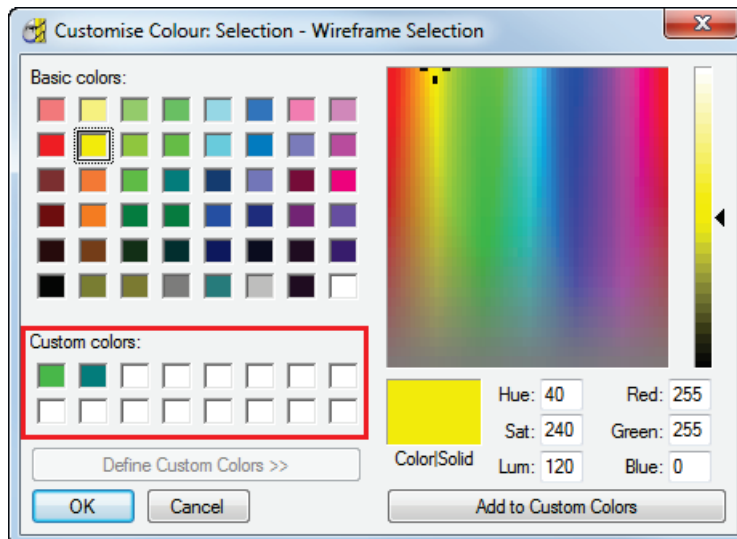 Customise Colour: Selection - Wireframe Selection
Basic colors:
Custom colors:
Define Custom Colors >>
OK Cancel
Color|Solid
Hue: 40 Red: 255
Sat: 240 Green: 255
Lum: 120 Blue: 0
Add to Custom Colors